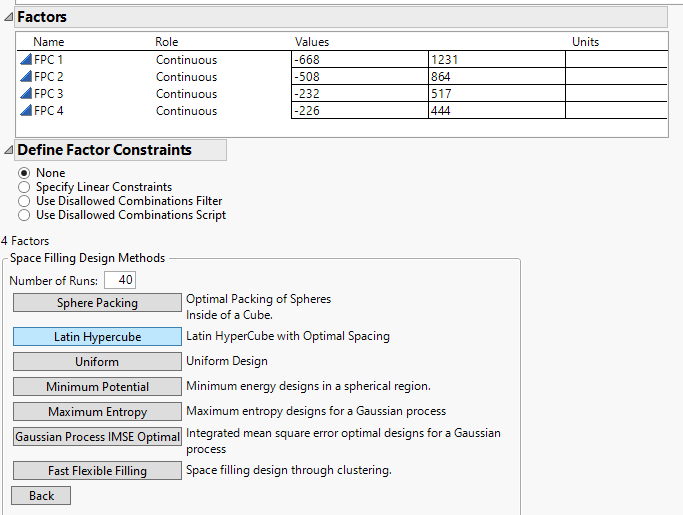 Factors
Name Role Values Units
FPC 1 Continuous -668 1231
FPC 2 Continuous -508 864
FPC 3 Continuous -232 517
FPC 4 Continuous -226 444
Define Factor Constraints
None
Specify Linear Constraints
Use Disallowed Combinations Filter
Use Disallowed Combinations Script
4 Factors
Space Filling Design Methods
Number of Runs: 40
Sphere Packing Optimal Packing of Spheres
Inside of a Cube.
Latin Hypercube Latin HyperCube with Optimal Spacing
Uniform Uniform Design
Minimum Potential Minimum energy designs in a spherical region.
Maximum Entropy Maximum entropy designs for a Gaussian process
Gaussian Process IMSE Optimal Integrated mean square error optimal designs for a Gaussian
process
Fast Flexible Filling Space filling design through clustering.
Back